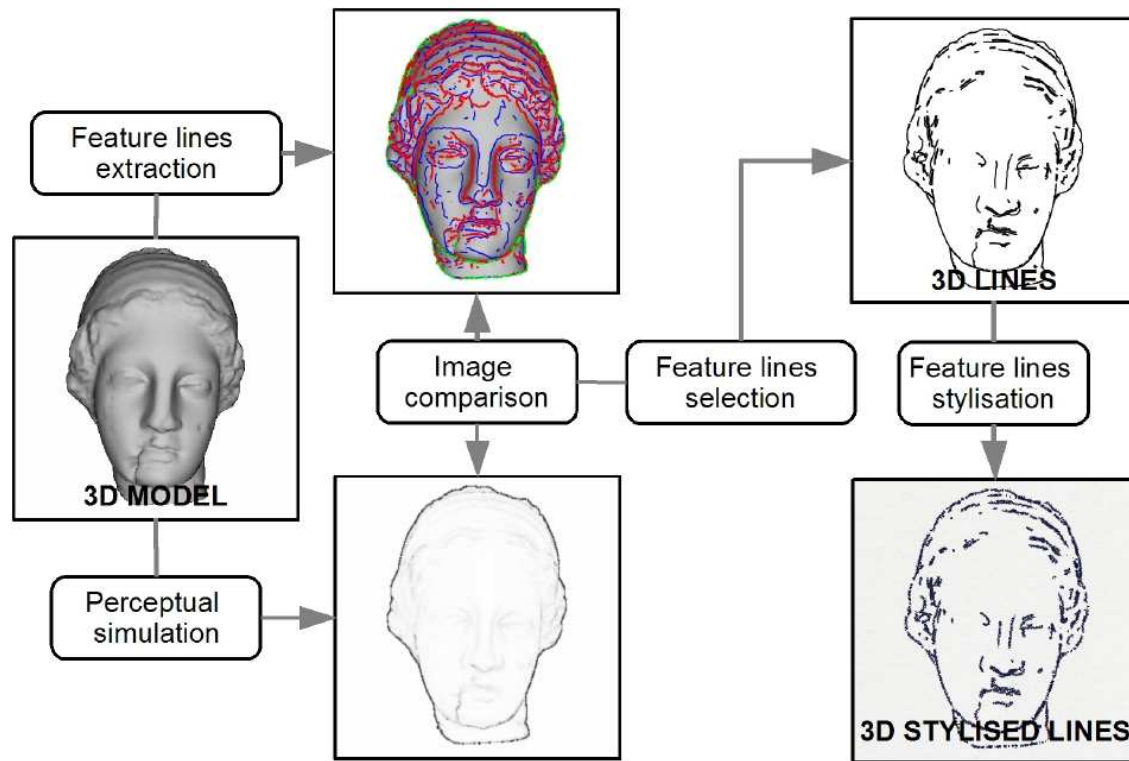 Feature lines
extraction
3D MODEL
Perceptual
simulation
Image
comparison
Feature lines
selection
3D LINES
Feature lines
stylisation
3D STYLISED LINES